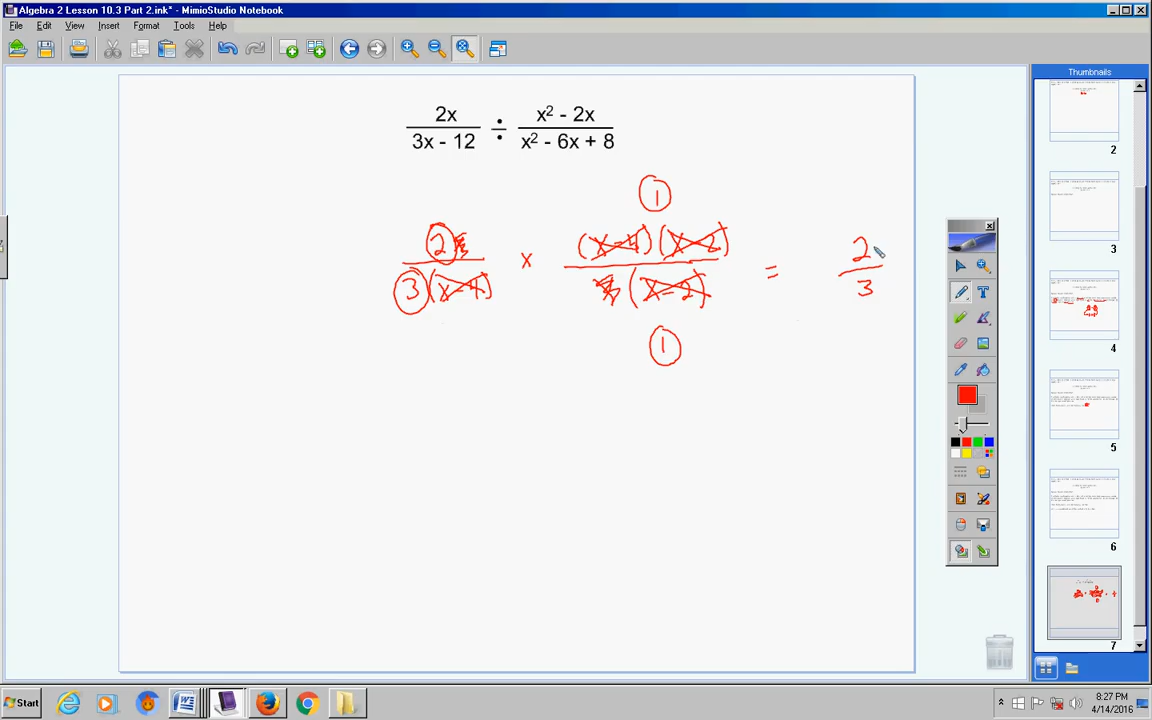 Algebra 2 Lesson 10.3 Part 2.ink* - MimioStudio Notebook
File Edit View Insert Format Tools Help
Thumbnails
2x
3x - 12
÷
x² - 2x
x² - 6x + 8
1
2x
3(x-4)
x
(x-4)(x-2)
x(x-2)
=
2
3
1
2
3
4
5
6
7
T
Start
8:27 PM
4/14/2016